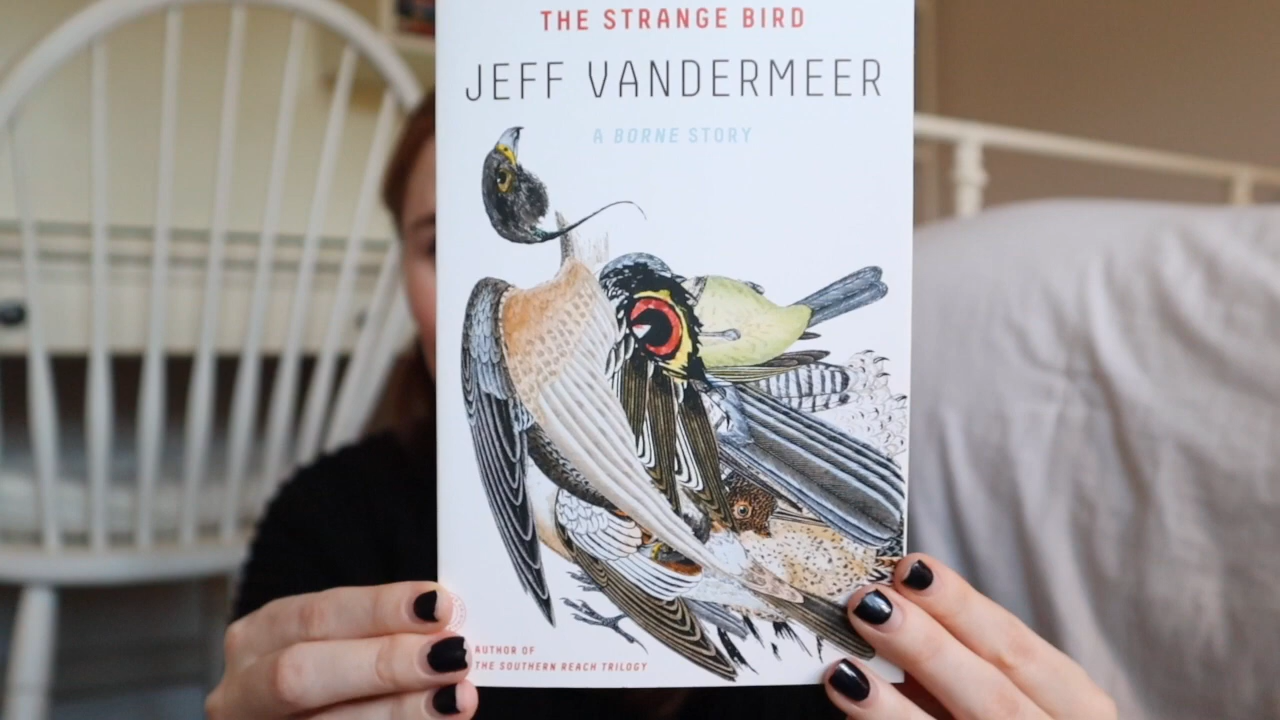 THE STRANGE BIRD
JEFF VANDERMEER
A BORNE STORY
AUTHOR OF
THE SOUTHERN REACH TRILOGY